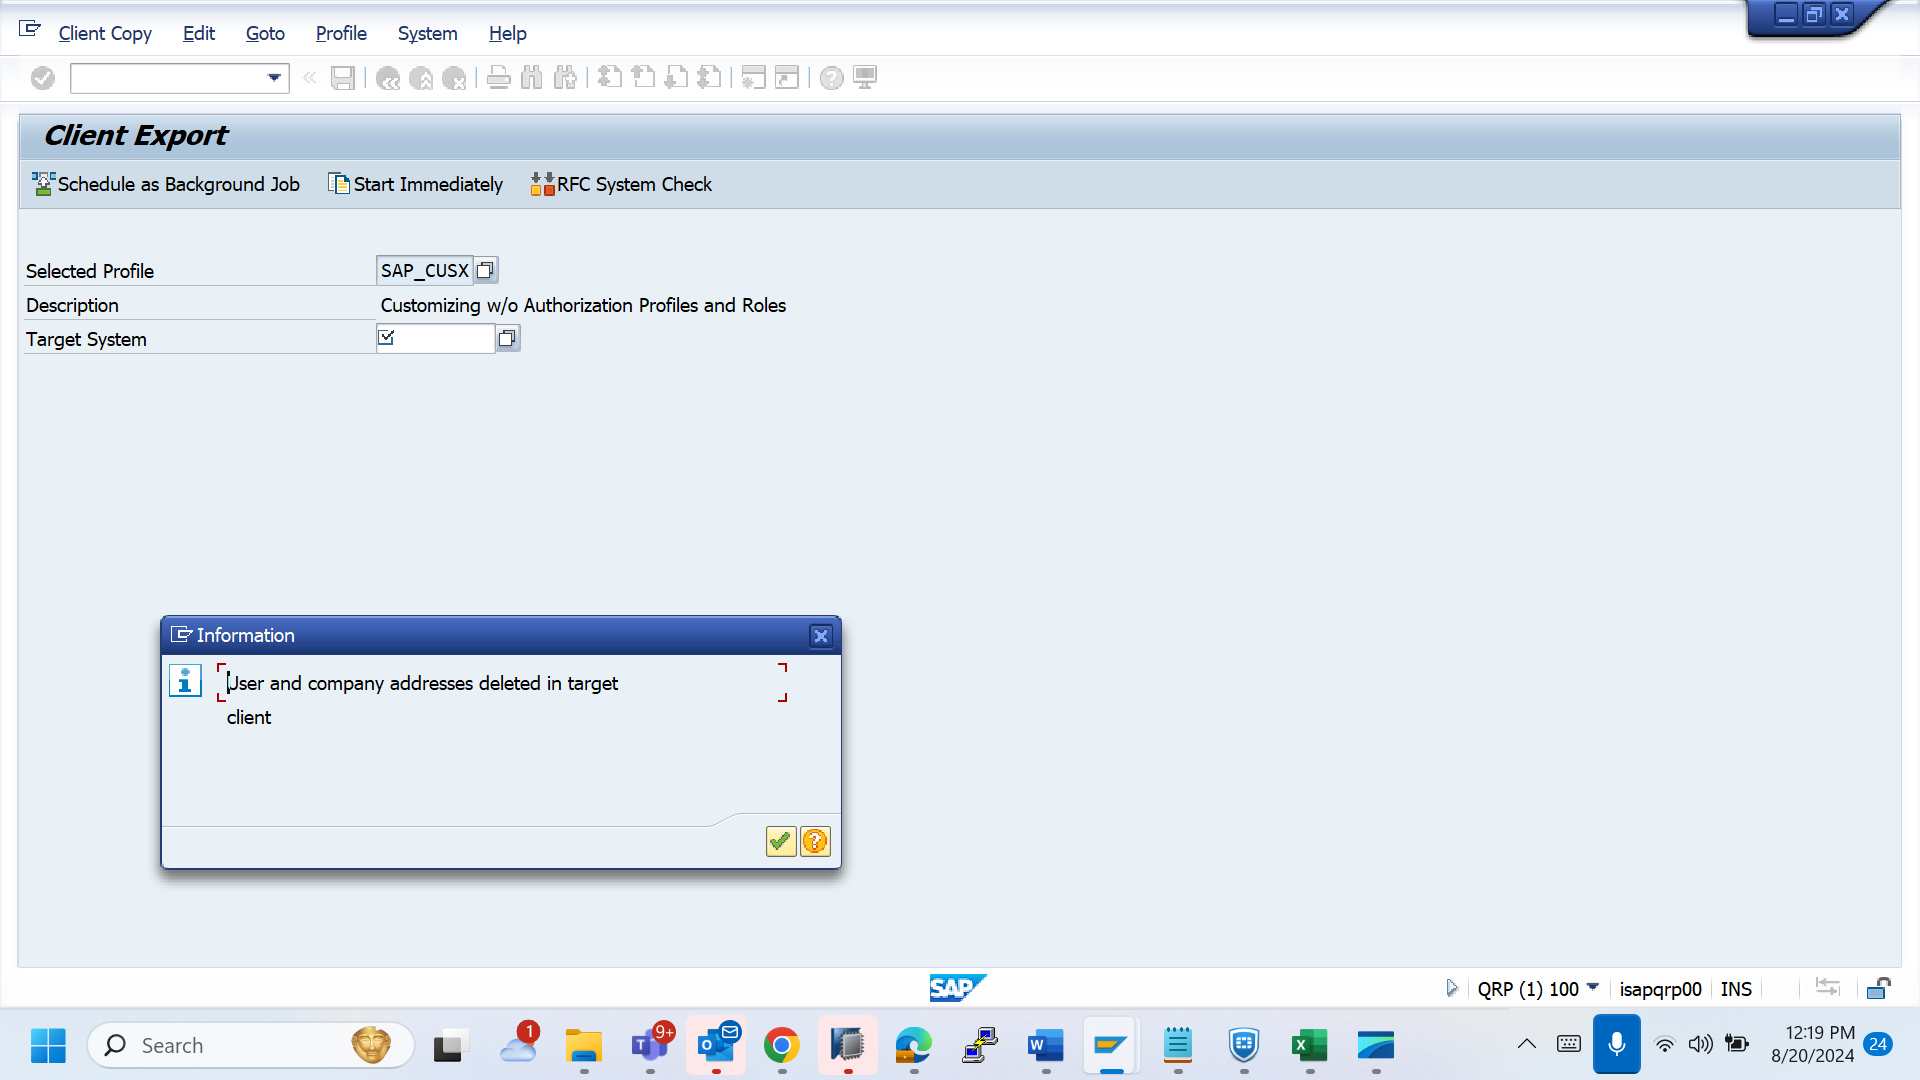 Client Copy Edit Goto Profile System Help
Client Export
Schedule as Background Job Start Immediately RFC System Check
Selected Profile SAP_CUSX
Description Customizing w/o Authorization Profiles and Roles
Target System
Information
User and company addresses deleted in target
client
SAP QRP (1) 100 isapqrp00 INS
Search 1 9+ 12:19 PM
8/20/2024 24